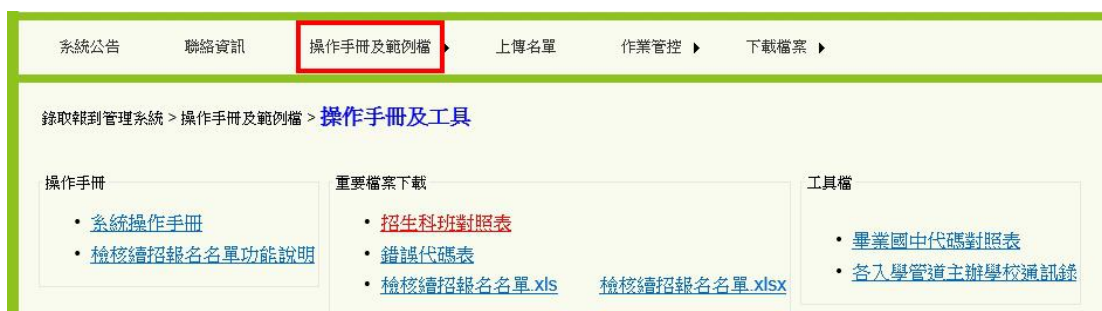 系統公告 聯絡資訊 操作手冊及範例檔 ▶ 上傳名單 作業管控 ▶ 下載檔案 ▶
錄取報到管理系統 > 操作手冊及範例檔 > 操作手冊及工具
操作手冊
• 系統操作手冊
• 檢核續招報名名單功能說明
重要檔案下載
• 招生科班對照表
• 錯誤代碼表
• 檢核續招報名名單.xls 檢核續招報名名單.xlsx
工具檔
• 畢業國中代碼對照表
• 各入學管道主辦學校通訊錄